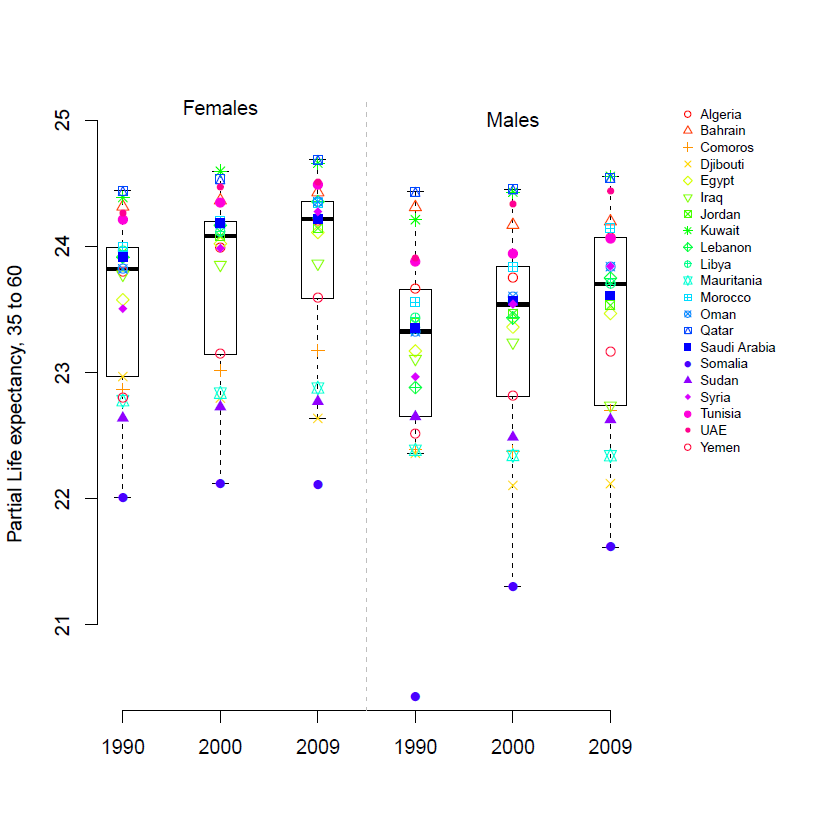 Females
Males
Partial Life expectancy, 35 to 60
25
24
23
22
21
1990
2000
2009
1990
2000
2009
Algeria
Bahrain
Comoros
Djibouti
Egypt
Iraq
Jordan
Kuwait
Lebanon
Libya
Mauritania
Morocco
Oman
Qatar
Saudi Arabia
Somalia
Sudan
Syria
Tunisia
UAE
Yemen